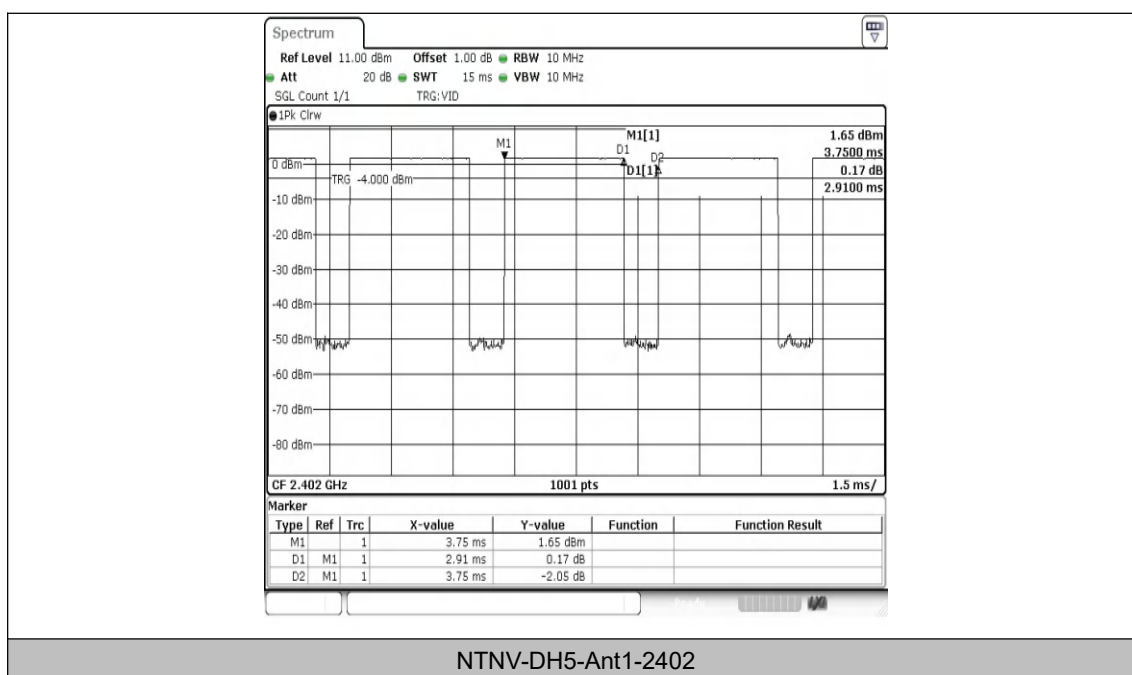 Spectrum
Ref Level 11.00 dBm Offset 1.00 dB RBW 10 MHz
Att 20 dB SWT 15 ms VBW 10 MHz
SGL Count 1/1 TRG:VID
1Pk Clrw
M1[1] 1.65 dBm
3.7500 ms
D1[1] 0.17 dB
2.9100 ms
M1
D1
D2
0 dBm
TRG -4.000 dBm
-10 dBm
-20 dBm
-30 dBm
-40 dBm
-50 dBm
-60 dBm
-70 dBm
-80 dBm
CF 2.402 GHz 1001 pts 1.5 ms/
Marker
Type Ref Trc X-value Y-value Function Function Result
M1 1 3.75 ms 1.65 dBm
D1 M1 1 2.91 ms 0.17 dB
D2 M1 1 3.75 ms -2.05 dB
NTNV-DH5-Ant1-2402